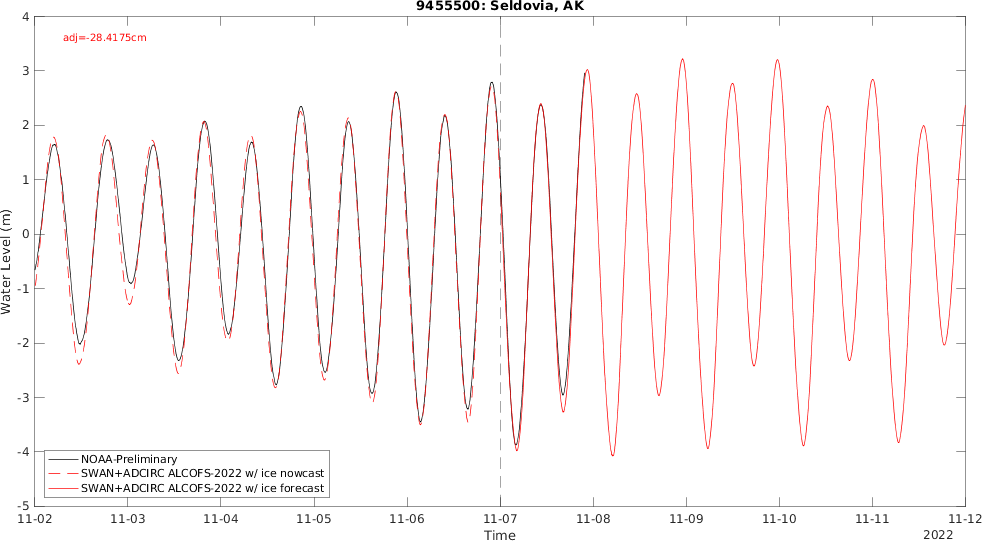 9455500: Seldovia, AK
adj=-28.4175cm
4
3
2
1
0
-1
-2
-3
-4
-5
Water Level (m)
NOAA-Preliminary
SWAN+ADCIRC ALCOFS-2022 w/ ice nowcast
SWAN+ADCIRC ALCOFS-2022 w/ ice forecast
11-02 11-03 11-04 11-05 11-06 11-07 11-08 11-09 11-10 11-11 11-12
Time
2022